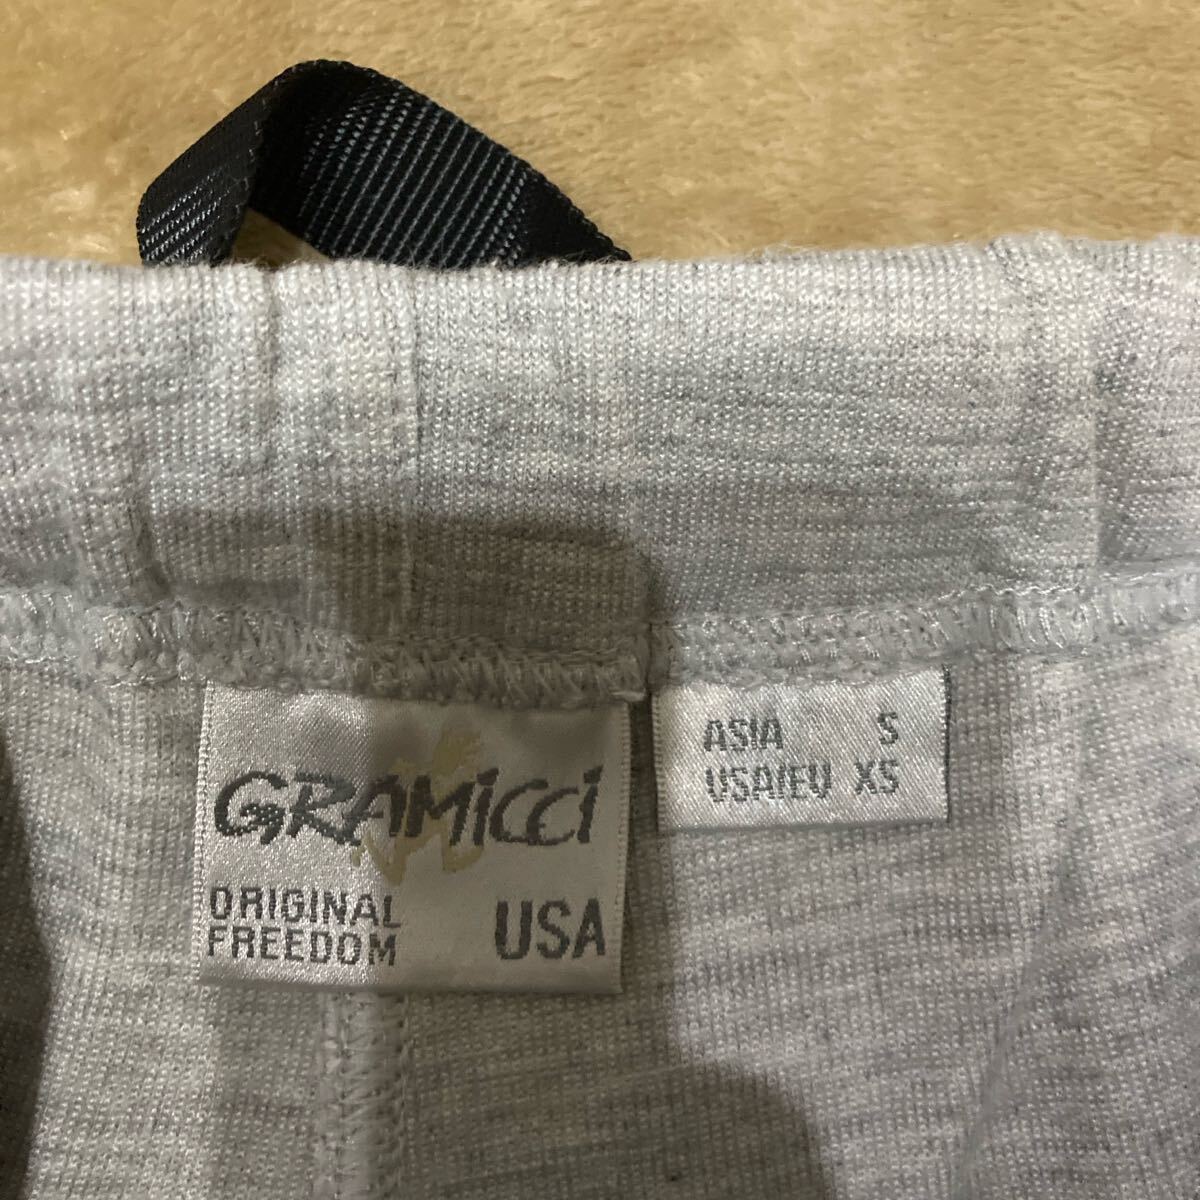 GRAMiCCi
ORIGINAL
FREEDOM
USA
ASIA S
USA/EU XS